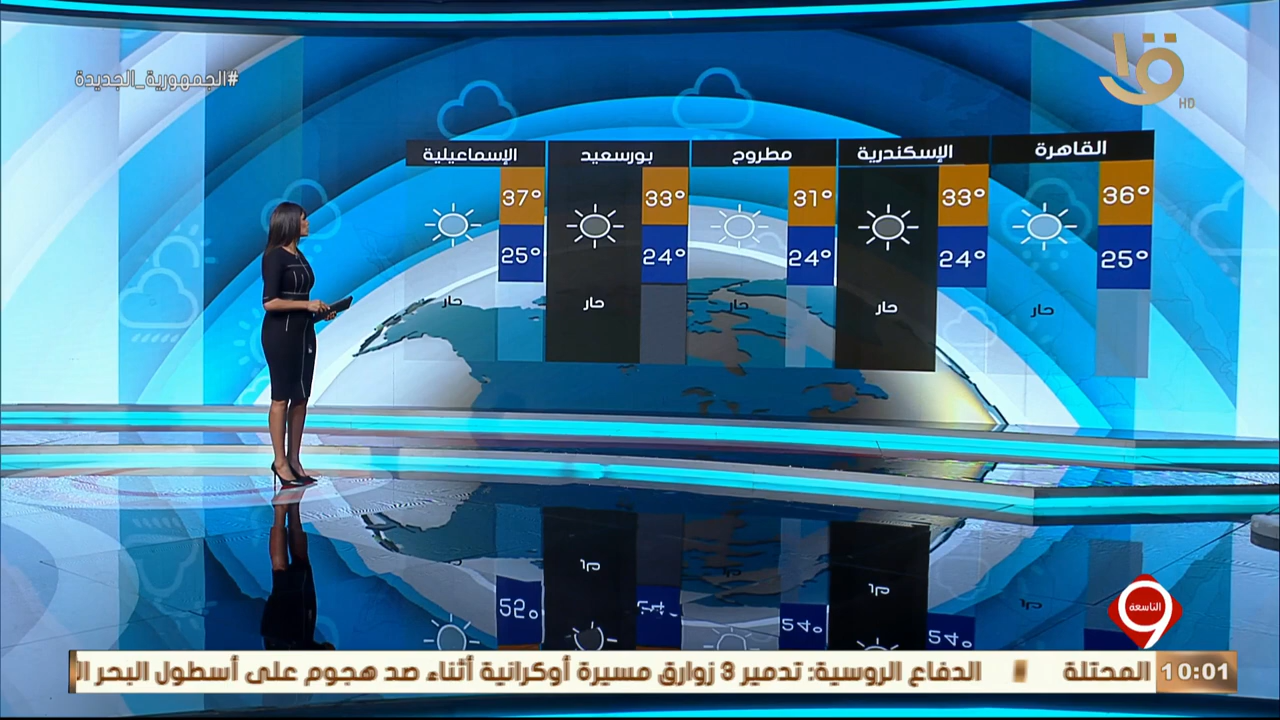 #الجمهورية_الجديدة
HD
القاهرة
36°
25°
حار
الإسكندرية
33°
24°
حار
مطروح
31°
24°
حار
بورسعيد
33°
24°
حار
الإسماعيلية
37°
25°
حار
التاسعة
9
10:01
المحتلة
الدفاع الروسية: تدمير 3 زوارق مسيرة أوكرانية أثناء صد هجوم على أسطول البحر ال